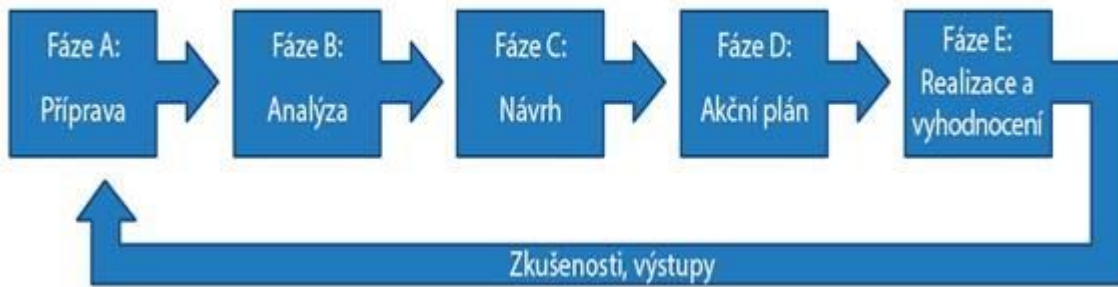 Fáze A:
Příprava
Fáze B:
Analýza
Fáze C:
Návrh
Fáze D:
Akční plán
Fáze E:
Realizace a
vyhodnocení
Zkušenosti, výstupy